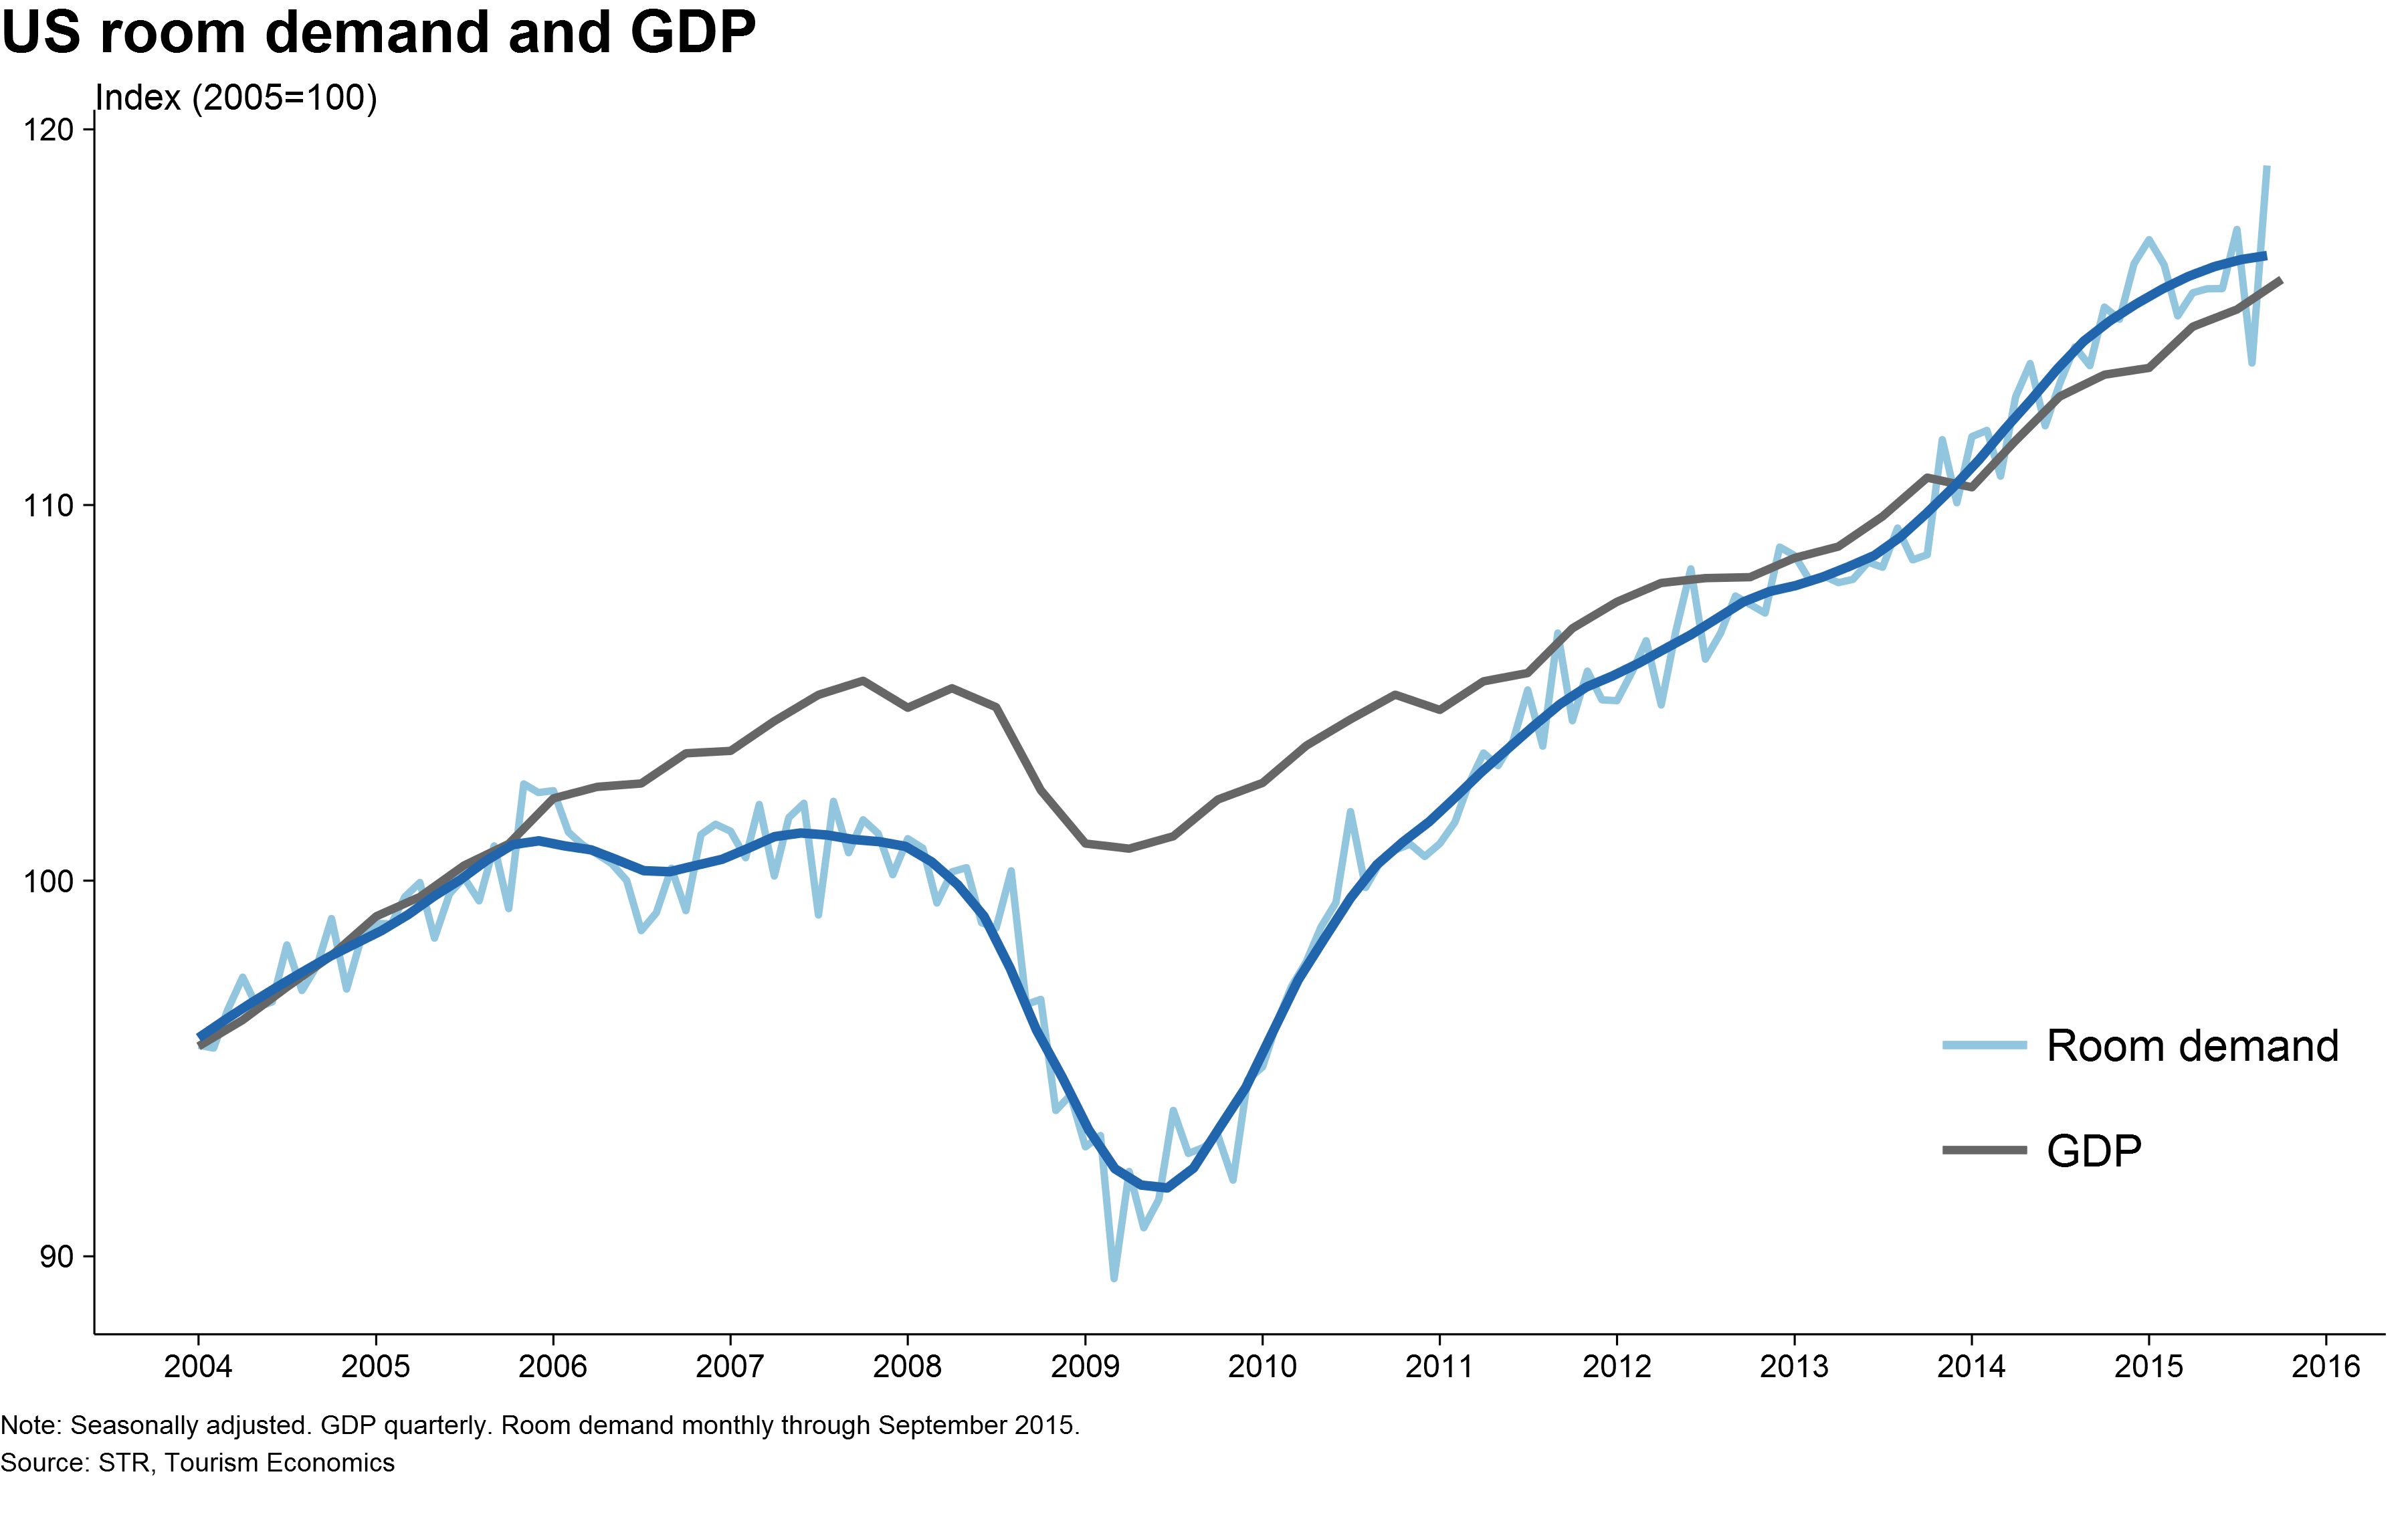 US room demand and GDP
Index (2005=100)
120
110
100
90
Room demand
GDP
2004 2005 2006 2007 2008 2009 2010 2011 2012 2013 2014 2015 2016
Note: Seasonally adjusted. GDP quarterly. Room demand monthly through September 2015.
Source: STR, Tourism Economics